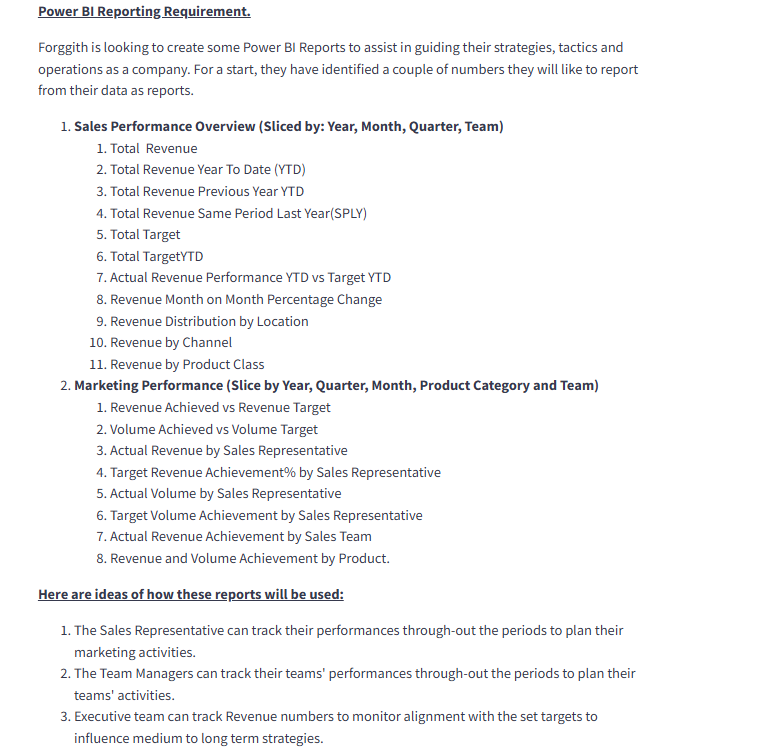 Power BI Reporting Requirement.
Forggith is looking to create some Power BI Reports to assist in guiding their strategies, tactics and
operations as a company. For a start, they have identified a couple of numbers they will like to report
from their data as reports.
1. Sales Performance Overview (Sliced by: Year, Month, Quarter, Team)
1. Total Revenue
2. Total Revenue Year To Date (YTD)
3. Total Revenue Previous Year YTD
4. Total Revenue Same Period Last Year(SPLY)
5. Total Target
6. Total TargetYTD
7. Actual Revenue Performance YTD vs Target YTD
8. Revenue Month on Month Percentage Change
9. Revenue Distribution by Location
10. Revenue by Channel
11. Revenue by Product Class
2. Marketing Performance (Slice by Year, Quarter, Month, Product Category and Team)
1. Revenue Achieved vs Revenue Target
2. Volume Achieved vs Volume Target
3. Actual Revenue by Sales Representative
4. Target Revenue Achievement% by Sales Representative
5. Actual Volume by Sales Representative
6. Target Volume Achievement by Sales Representative
7. Actual Revenue Achievement by Sales Team
8. Revenue and Volume Achievement by Product.
Here are ideas of how these reports will be used:
1. The Sales Representative can track their performances through-out the periods to plan their
marketing activities.
2. The Team Managers can track their teams' performances through-out the periods to plan their
teams' activities.
3. Executive team can track Revenue numbers to monitor alignment with the set targets to
influence medium to long term strategies.